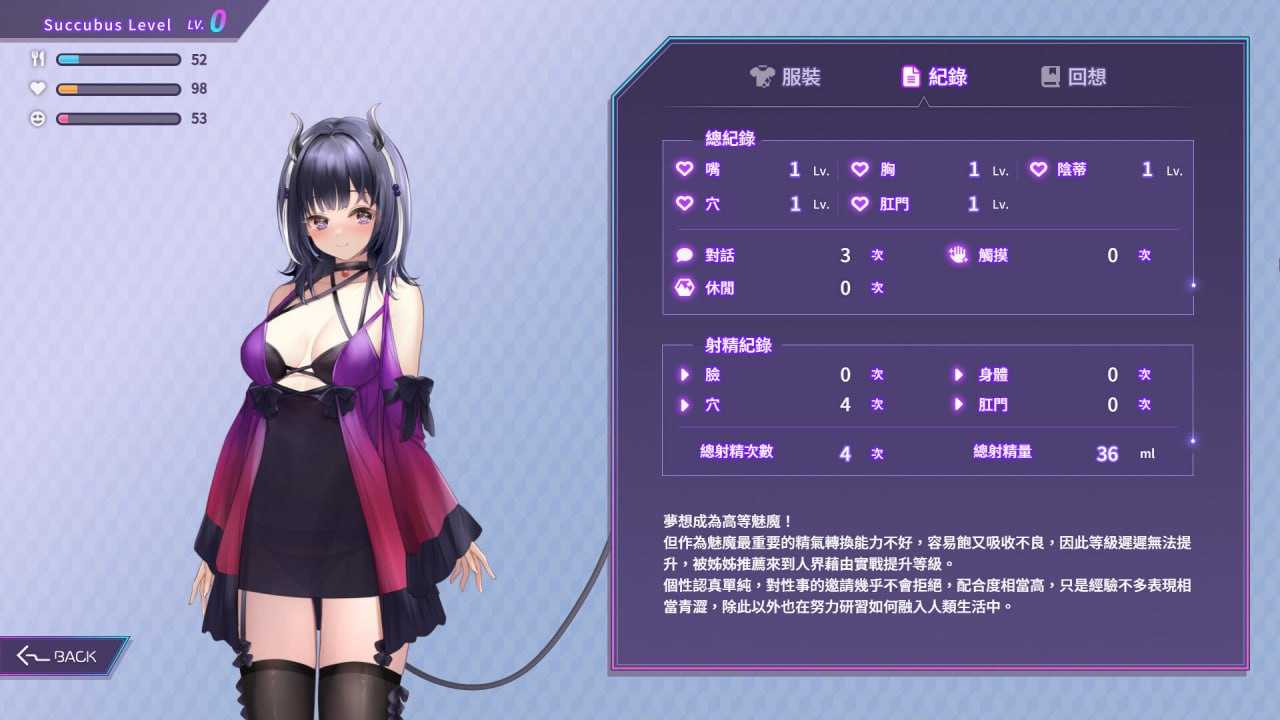 Succubus Level LV. 0
52
98
53
服裝 紀錄 回想
總紀錄
嘴 1 Lv. 胸 1 Lv. 陰蒂 1 Lv.
穴 1 Lv. 肛門 1 Lv.
對話 3 次 觸摸 0 次
休閒 0 次
射精紀錄
臉 0 次 身體 0 次
穴 4 次 肛門 0 次
總射精次數 4 次 總射精量 36 ml
夢想成為高等魅魔！
但作為魅魔最重要的精氣轉換能力不好，容易飽又吸收不良，因此等級遲遲無法提
升，被姊姊推薦來到人界藉由實戰提升等級。
個性認真單純，對性事的邀請幾乎不會拒絕，配合度相當高，只是經驗不多表現相
當青澀，除此以外也在努力研習如何融入人類生活中。
BACK